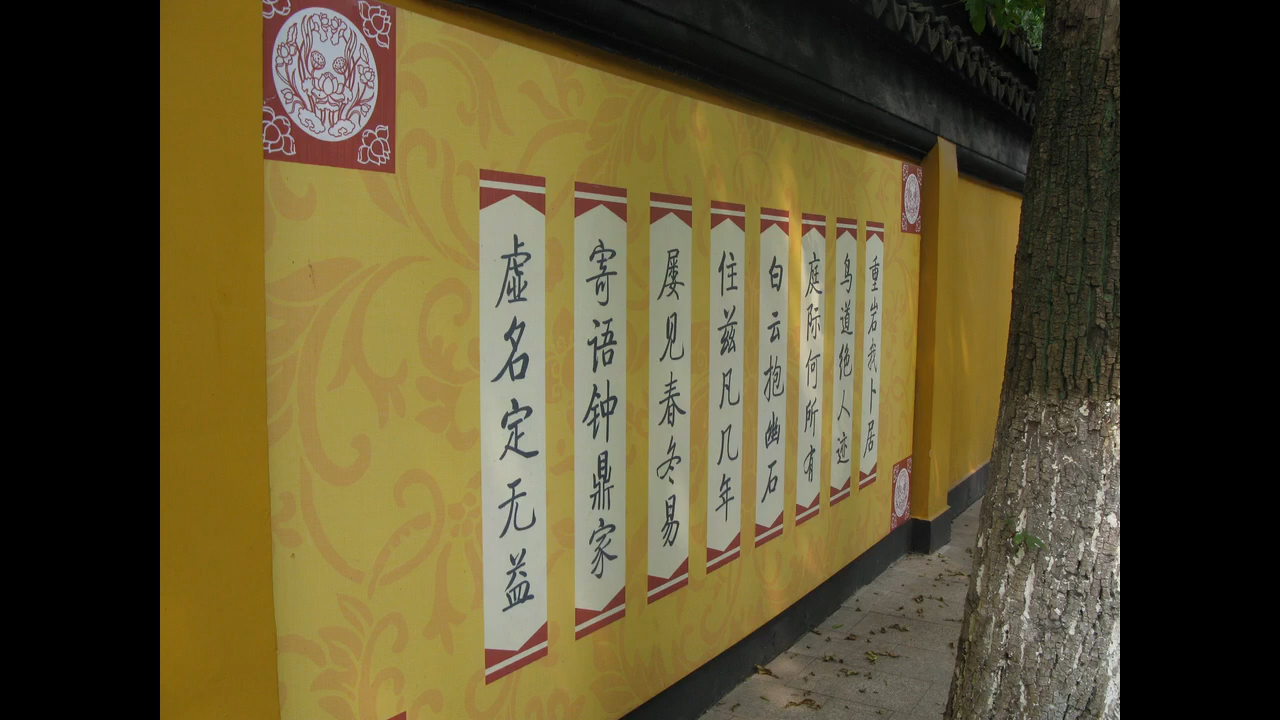 重岩我卜居
鸟道绝人迹
庭际何所有
白云抱幽石
住兹凡几年
屡见春冬易
寄语钟鼎家
虚名定无益